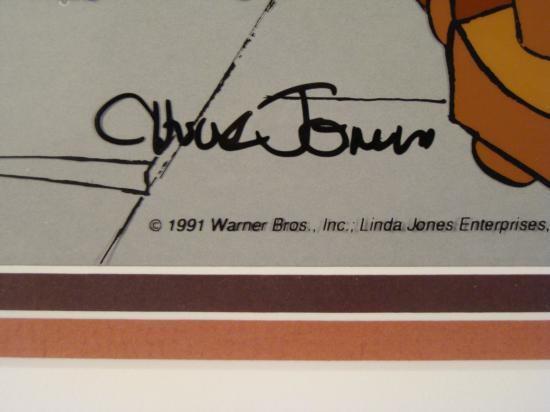 Chuck Jones
© 1991 Warner Bros., Inc., Linda Jones Enterprises,